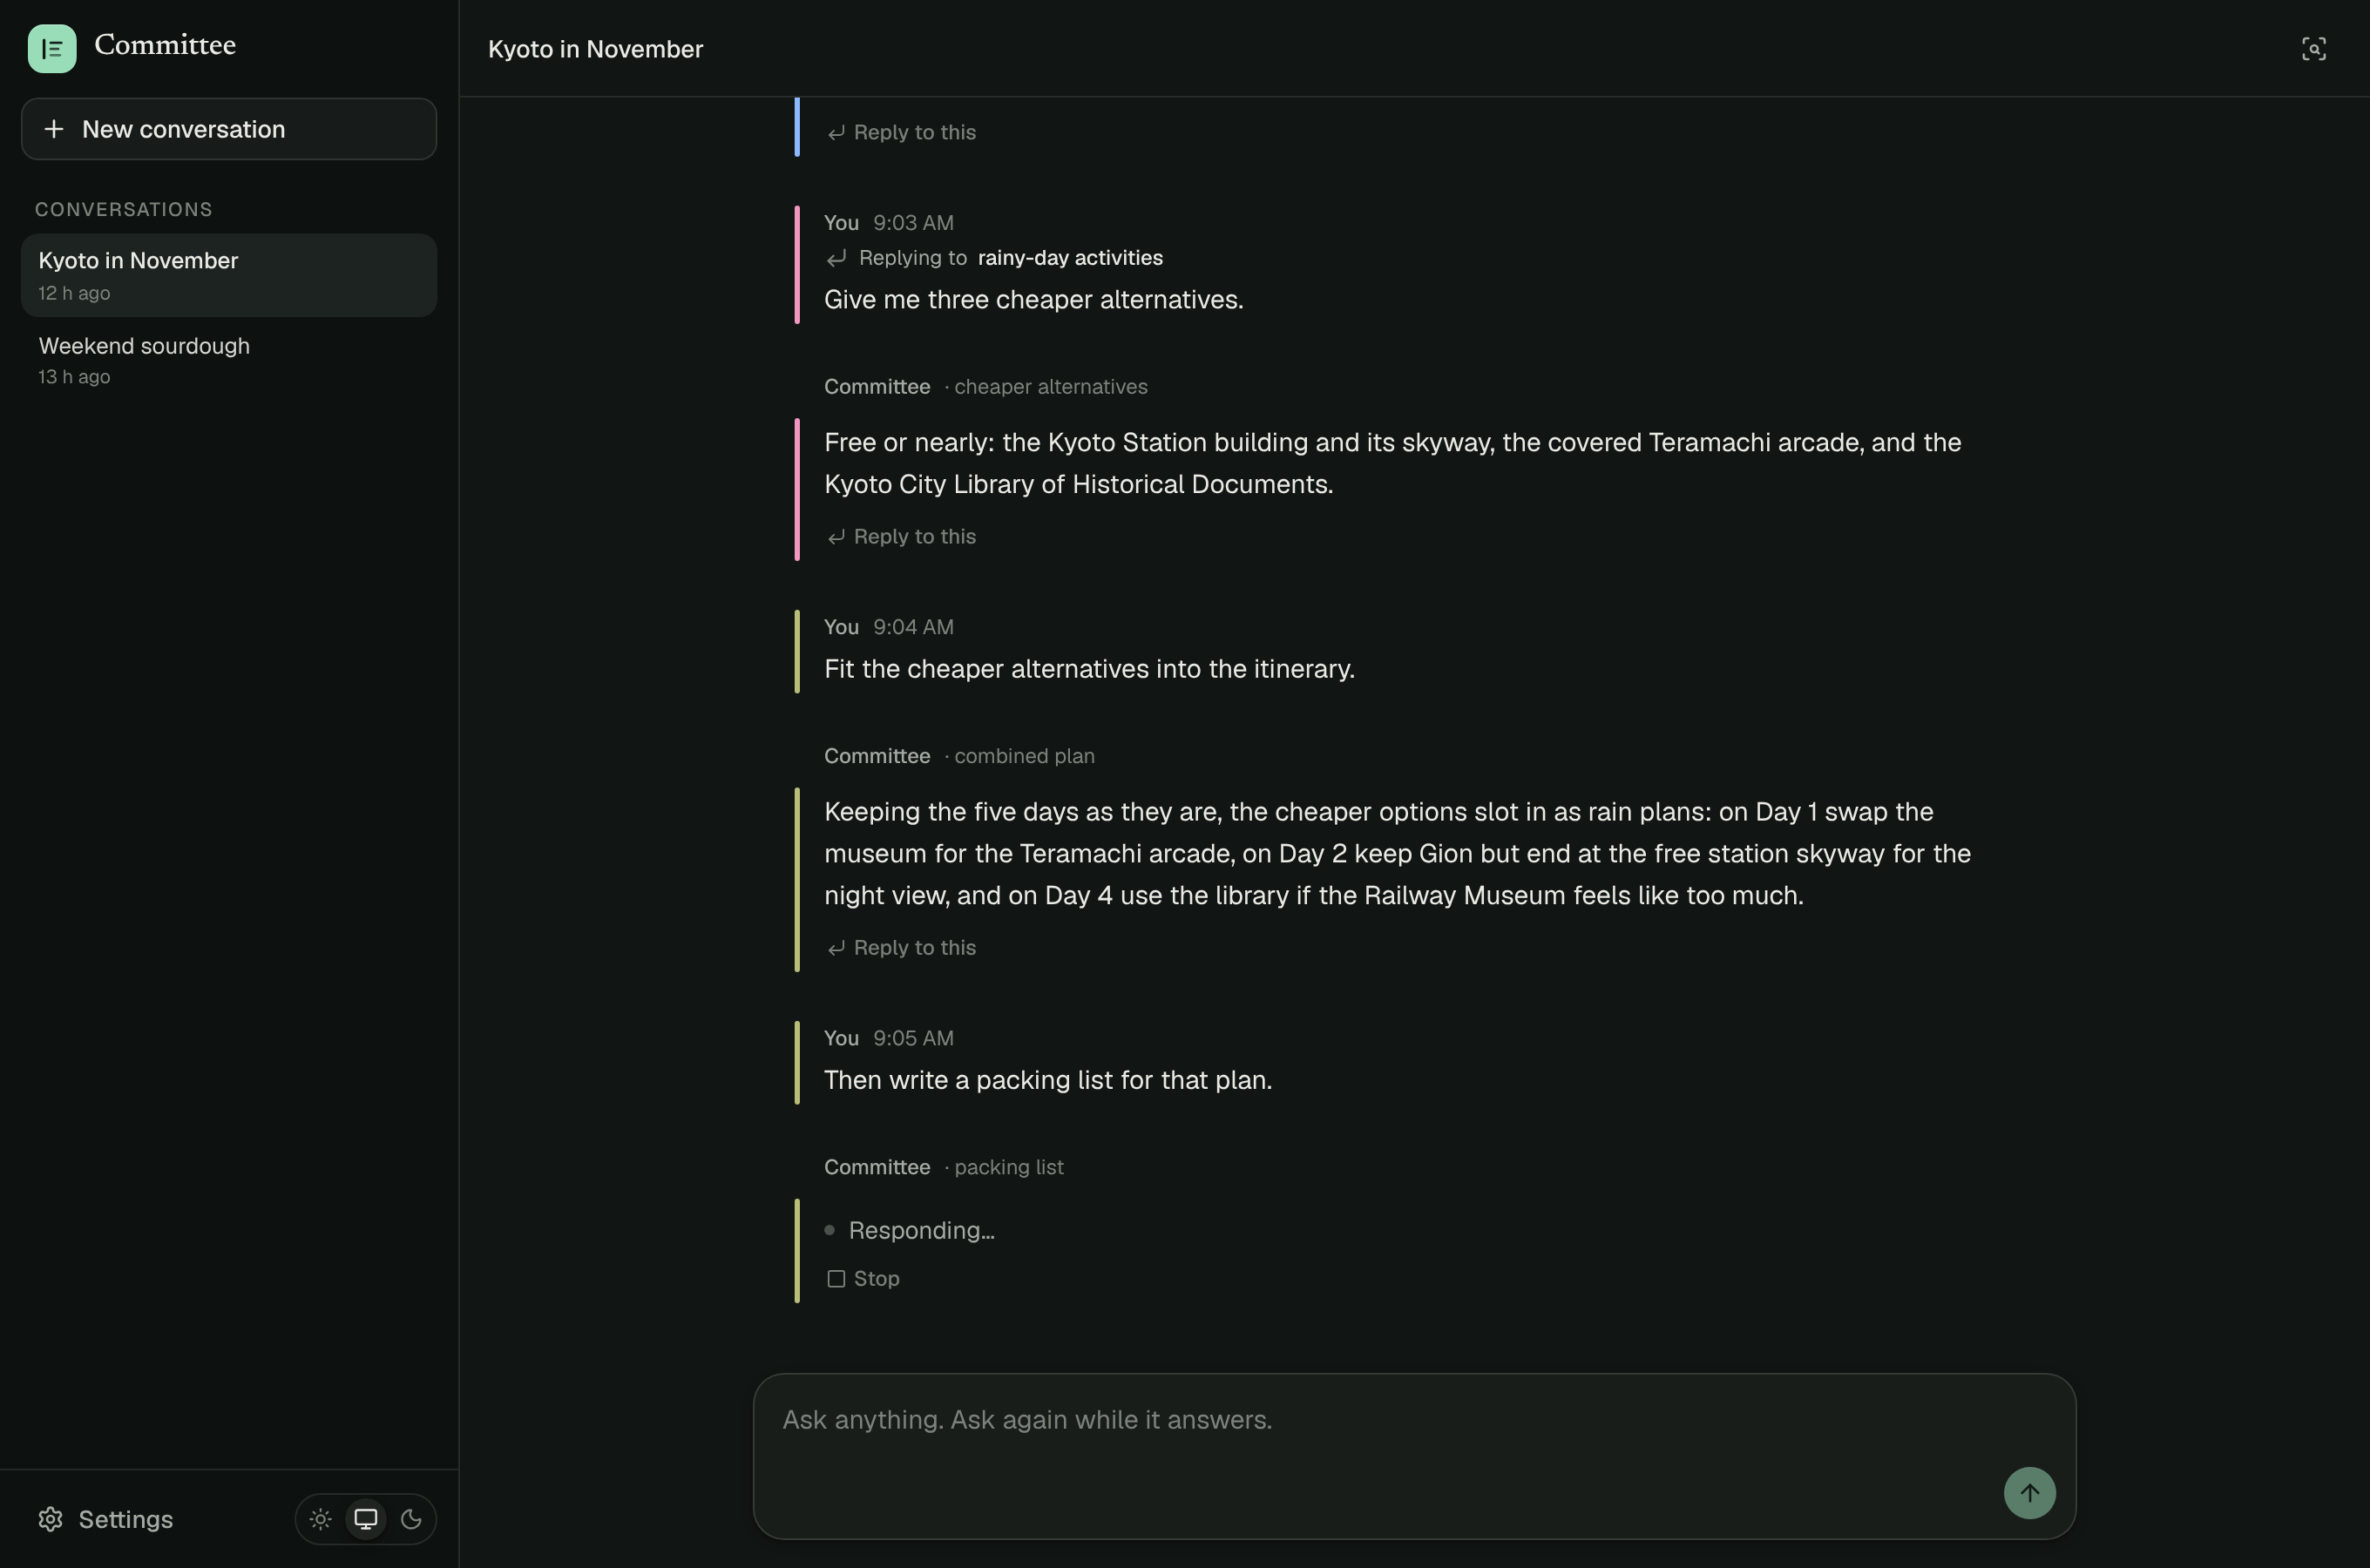 Committee
New conversation
CONVERSATIONS
Kyoto in November
12 h ago
Weekend sourdough
13 h ago
Settings
Kyoto in November
Reply to this
You 9:03 AM
Replying to rainy-day activities
Give me three cheaper alternatives.
Committee · cheaper alternatives
Free or nearly: the Kyoto Station building and its skyway, the covered Teramachi arcade, and the
Kyoto City Library of Historical Documents.
Reply to this
You 9:04 AM
Fit the cheaper alternatives into the itinerary.
Committee · combined plan
Keeping the five days as they are, the cheaper options slot in as rain plans: on Day 1 swap the
museum for the Teramachi arcade, on Day 2 keep Gion but end at the free station skyway for the
night view, and on Day 4 use the library if the Railway Museum feels like too much.
Reply to this
You 9:05 AM
Then write a packing list for that plan.
Committee · packing list
Responding…
Stop
Ask anything. Ask again while it answers.